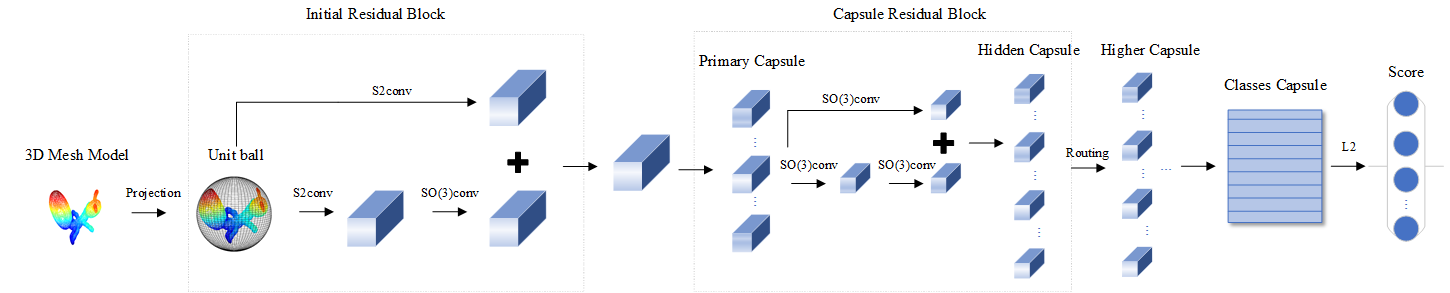 Initial Residual Block
Capsule Residual Block
3D Mesh Model
Projection
Unit ball
S2conv
S2conv
SO(3)conv
Primary Capsule
SO(3)conv
SO(3)conv
SO(3)conv
Hidden Capsule
Routing
Higher Capsule
...
Classes Capsule
L2
Score